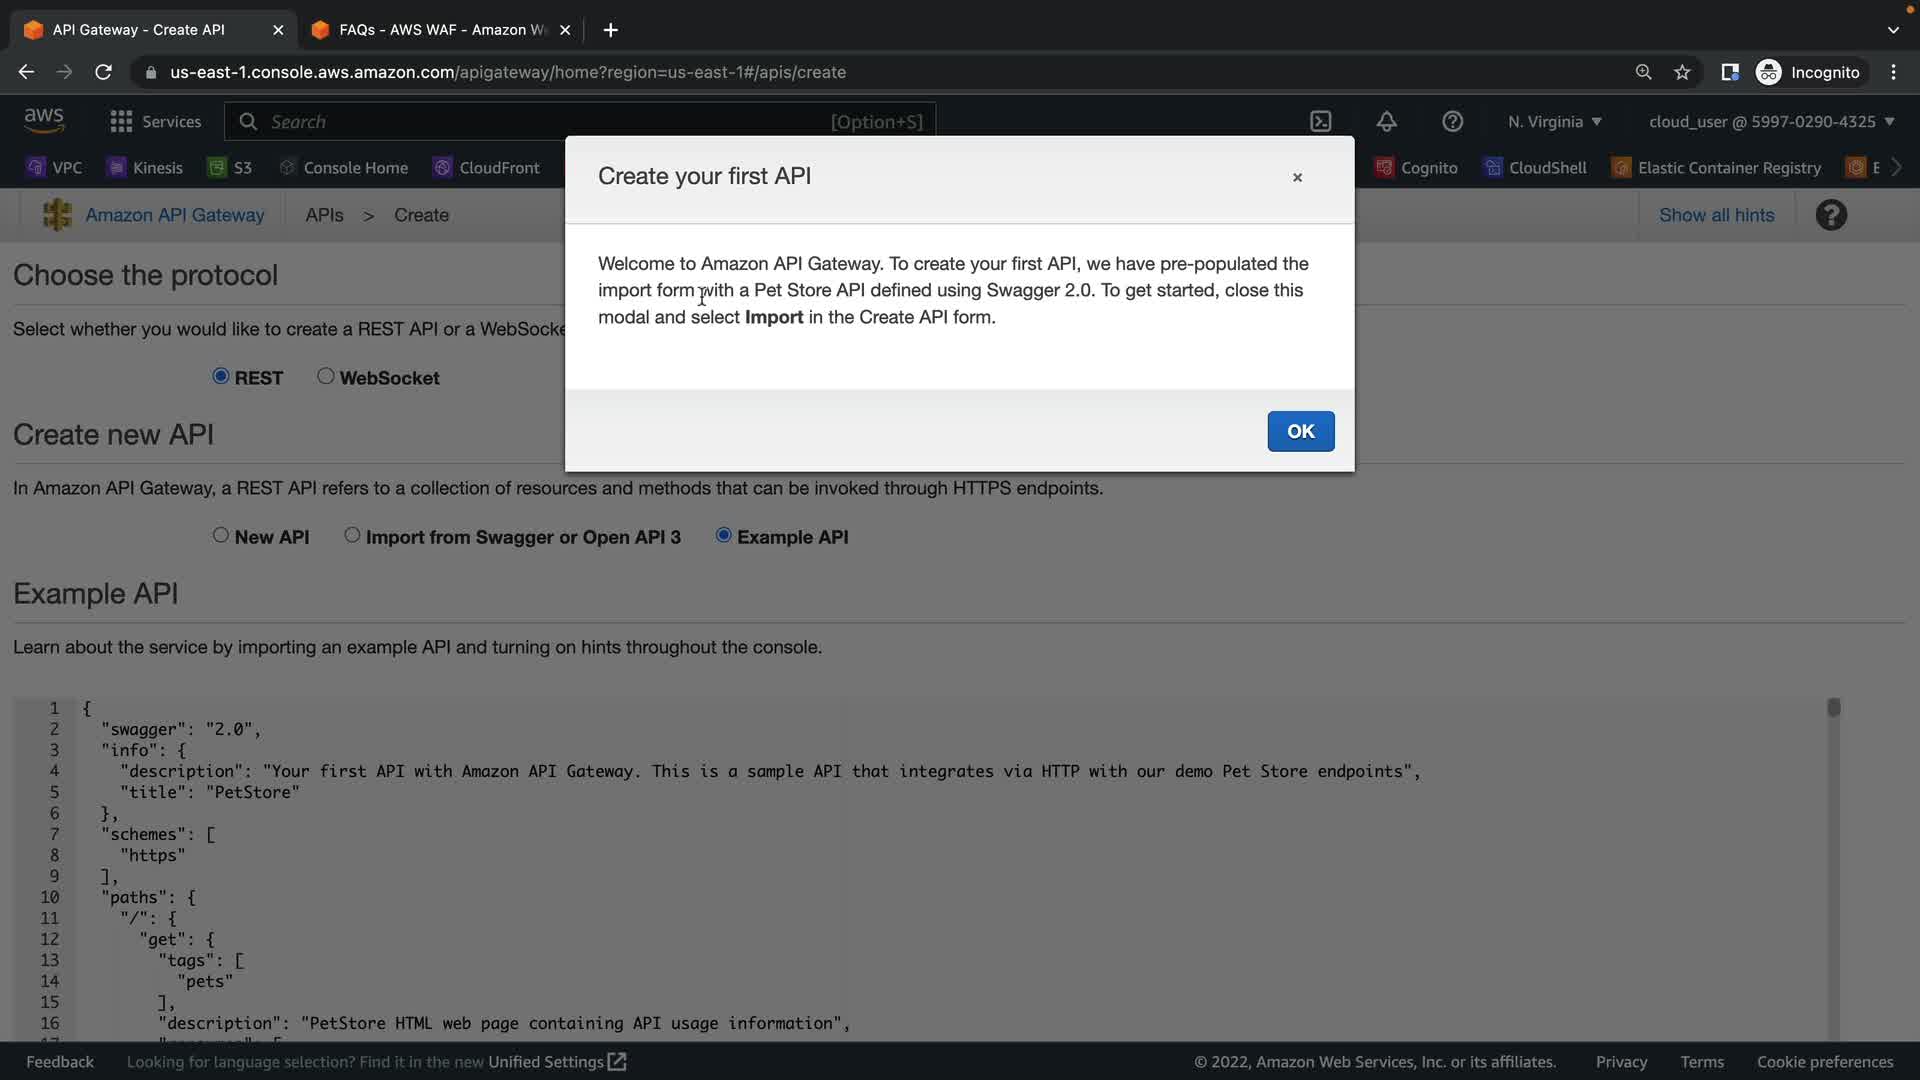 API Gateway - Create API
FAQs - AWS WAF - Amazon W
us-east-1.console.aws.amazon.com/apigateway/home?region=us-east-1#/apis/create
Incognito
aws
Services
Search
[Option+S]
N. Virginia
cloud_user @ 5997-0290-4325
VPC
Kinesis
S3
Console Home
CloudFront
Cognito
CloudShell
Elastic Container Registry
E
Amazon API Gateway
APIs > Create
Show all hints
Create your first API
×
Welcome to Amazon API Gateway. To create your first API, we have pre-populated the
import form with a Pet Store API defined using Swagger 2.0. To get started, close this
modal and select Import in the Create API form.
OK
Choose the protocol
Select whether you would like to create a REST API or a WebSocke
REST
WebSocket
Create new API
In Amazon API Gateway, a REST API refers to a collection of resources and methods that can be invoked through HTTPS endpoints.
New API
Import from Swagger or Open API 3
Example API
Example API
Learn about the service by importing an example API and turning on hints throughout the console.
1 {
2 "swagger": "2.0",
3 "info": {
4 "description": "Your first API with Amazon API Gateway. This is a sample API that integrates via HTTP with our demo Pet Store endpoints",
5 "title": "PetStore"
6 },
7 "schemes": [
8 "https"
9 ],
10 "paths": {
11 "/": {
12 "get": {
13 "tags": [
14 "pets"
15 ],
16 "description": "PetStore HTML web page containing API usage information",
Feedback
Looking for language selection? Find it in the new Unified Settings
© 2022, Amazon Web Services, Inc. or its affiliates.
Privacy
Terms
Cookie preferences